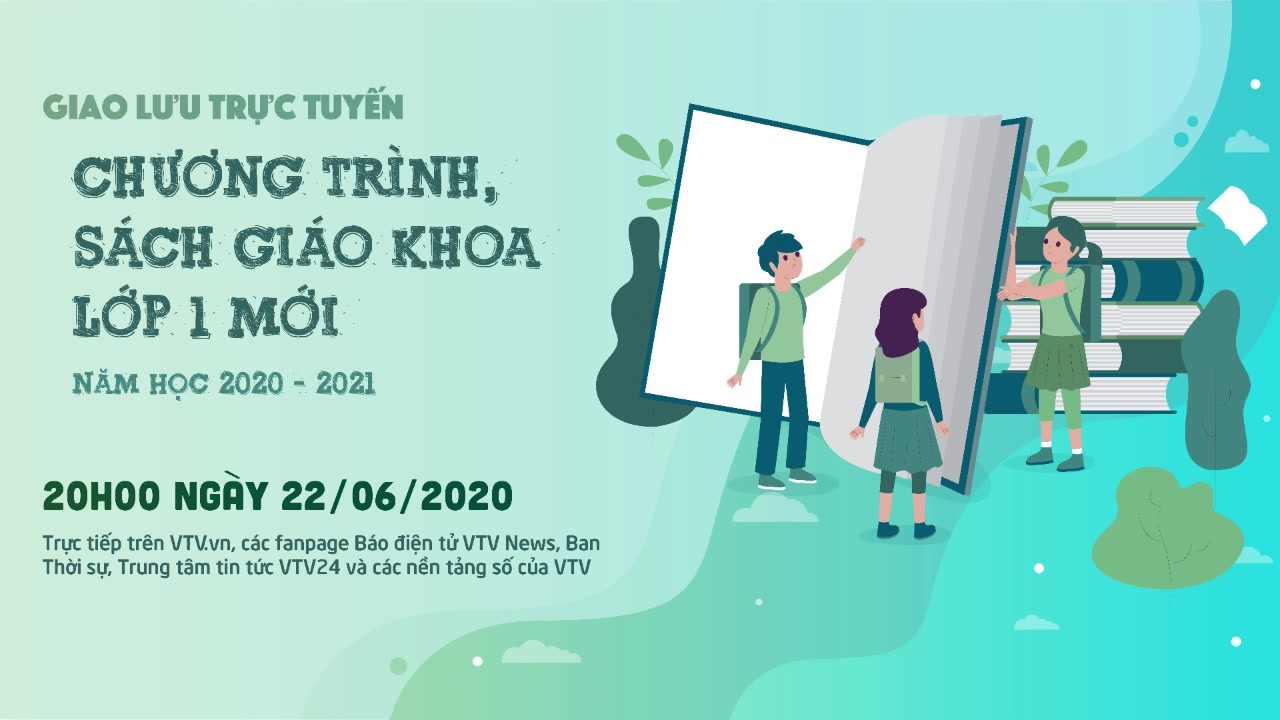 GIAO LƯU TRỰC TUYẾN
CHƯƠNG TRÌNH,
SÁCH GIÁO KHOA
LỚP 1 MỚI
NĂM HỌC 2020 - 2021
20H00 NGÀY 22/06/2020
Trực tiếp trên VTV.vn, các fanpage Báo điện tử VTV News, Ban
Thời sự, Trung tâm tin tức VTV24 và các nền tảng số của VTV